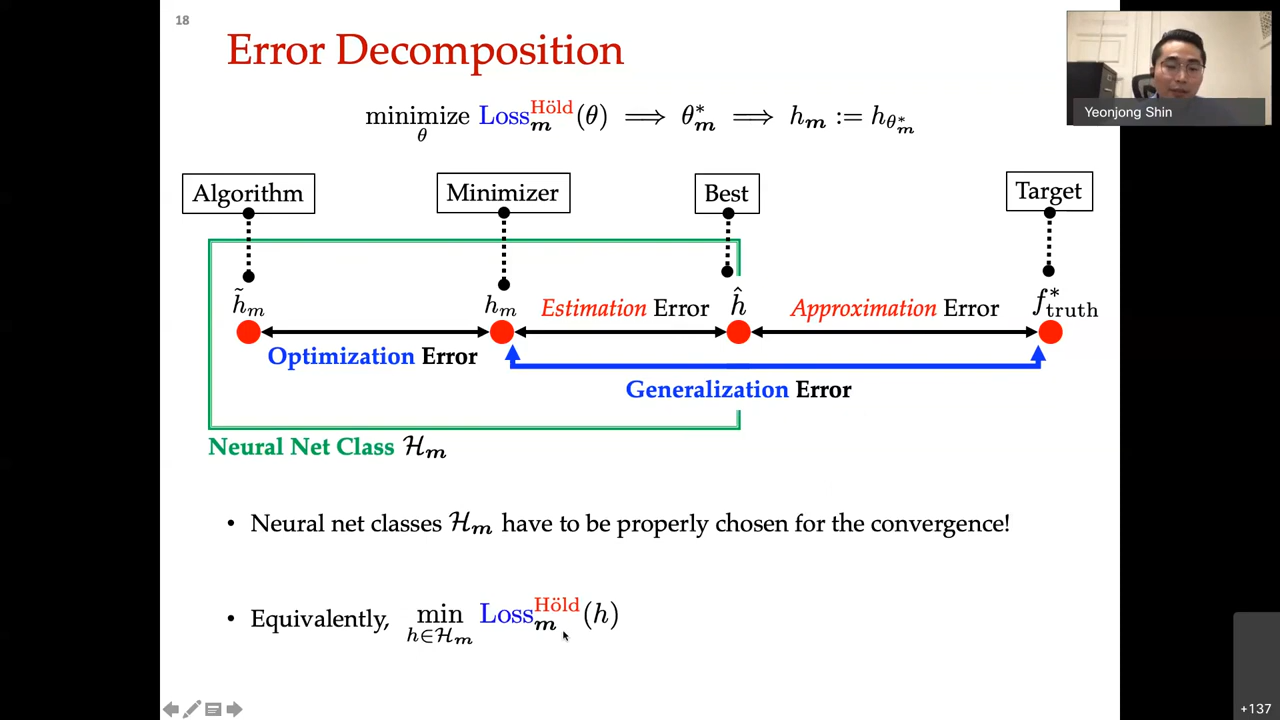 18
Error Decomposition
minimize_θ Loss_m^Höld(θ) ⟹ θ*_m ⟹ h_m := h_{θ*_m}
Yeonjong Shin
Algorithm Minimizer Best Target
h̃_m h_m Estimation Error ĥ Approximation Error f*_truth
Optimization Error
Generalization Error
Neural Net Class ℋ_m
• Neural net classes ℋ_m have to be properly chosen for the convergence!
• Equivalently, min_{h∈ℋ_m} Loss_m^Höld(h)
+137